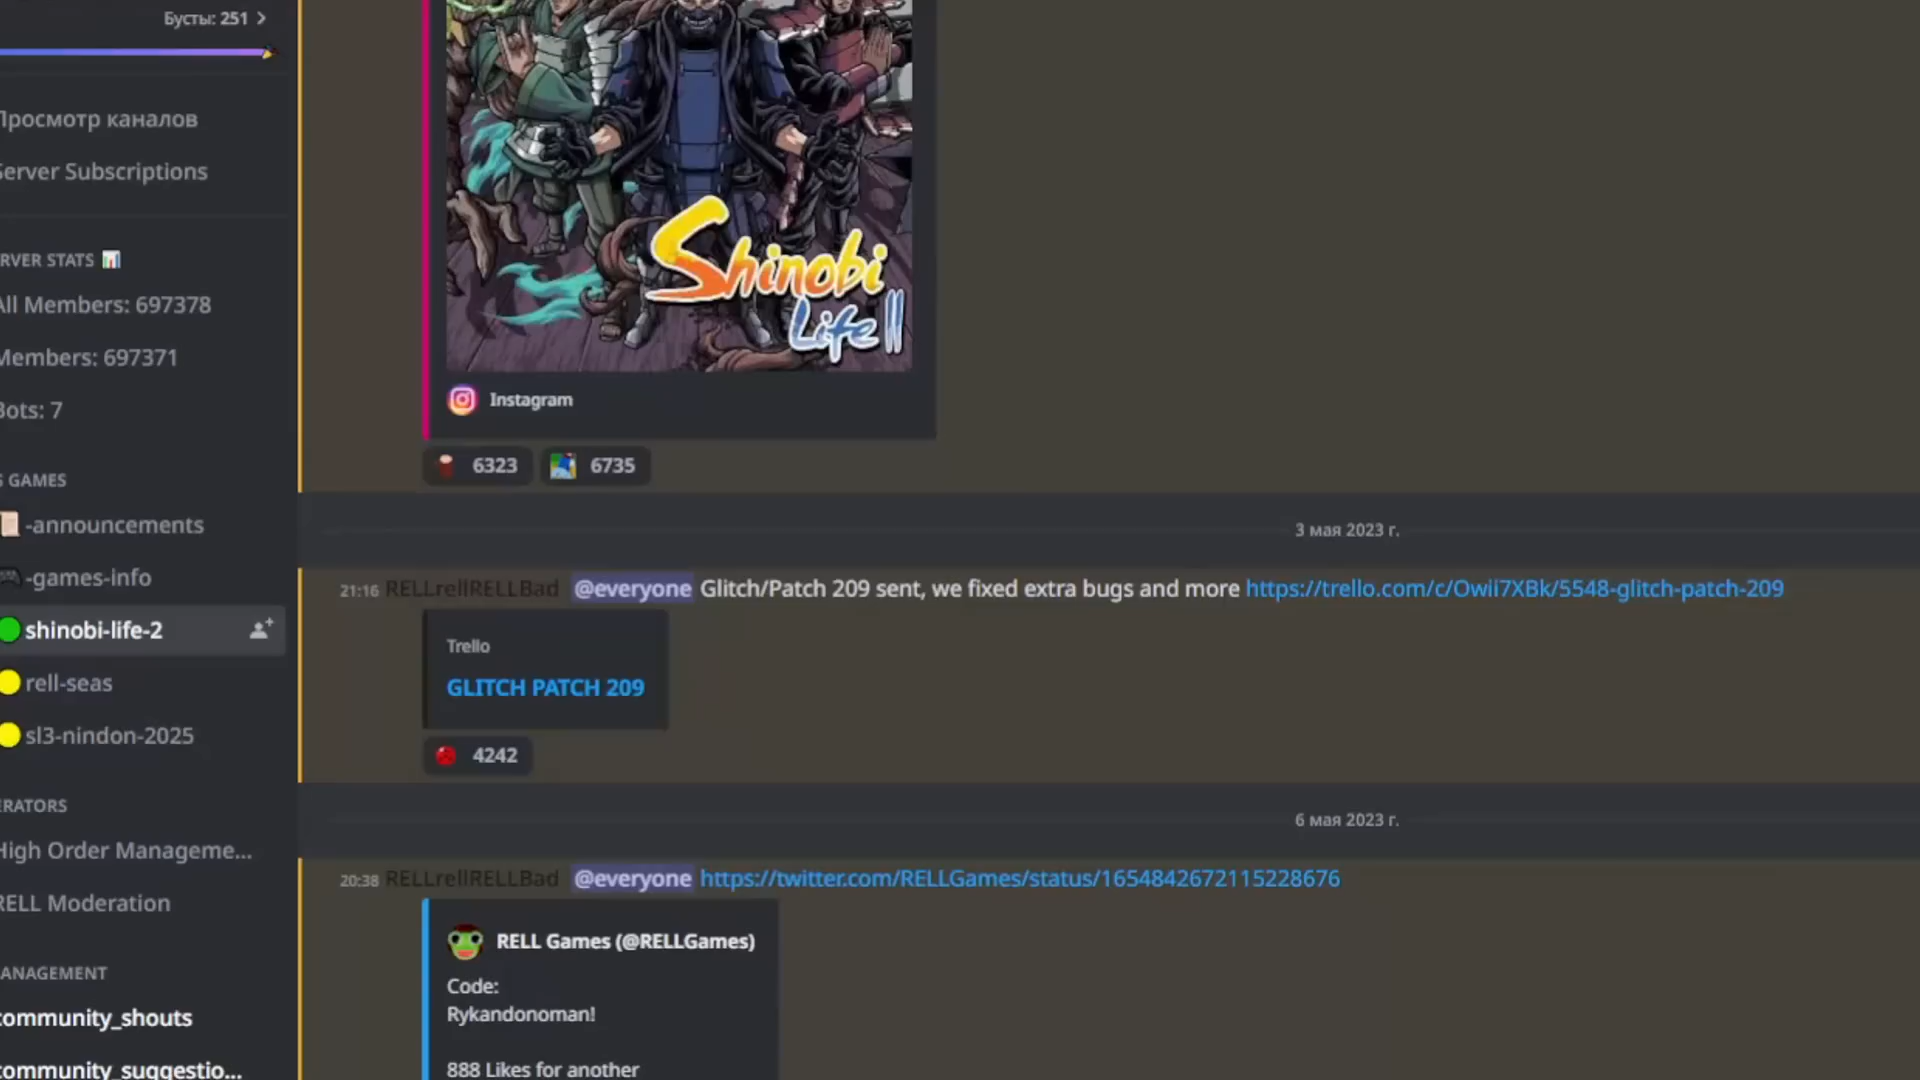 Бусты: 251
Просмотр каналов
Server Subscriptions
RVER STATS
All Members: 697378
Members: 697371
Bots: 7
S GAMES
-announcements
-games-info
shinobi-life-2
rell-seas
sl3-nindon-2025
ERATORS
High Order Manageme...
RELL Moderation
ANAGEMENT
community_shouts
community_suggestio...
Shinobi
Life II
Instagram
6323 6735
3 мая 2023 г.
21:16 RELLrellRELLBad @everyone Glitch/Patch 209 sent, we fixed extra bugs and more https://trello.com/c/Owii7XBk/5548-glitch-patch-209
Trello
GLITCH PATCH 209
4242
6 мая 2023 г.
20:38 RELLrellRELLBad @everyone https://twitter.com/RELLGames/status/1654842672115228676
RELL Games (@RELLGames)
Code:
Rykandonoman!
888 Likes for another